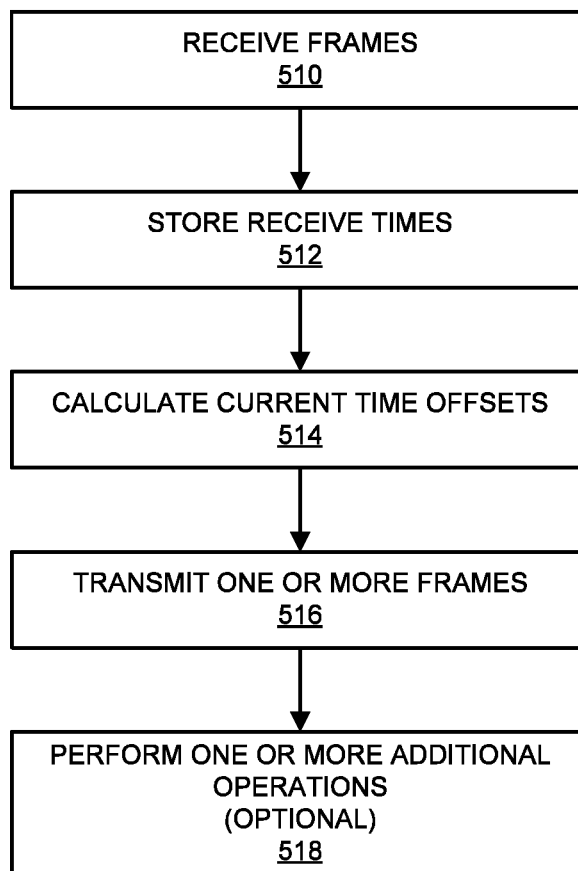 RECEIVE FRAMES
510
STORE RECEIVE TIMES
512
CALCULATE CURRENT TIME OFFSETS
514
TRANSMIT ONE OR MORE FRAMES
516
PERFORM ONE OR MORE ADDITIONAL
OPERATIONS
(OPTIONAL)
518